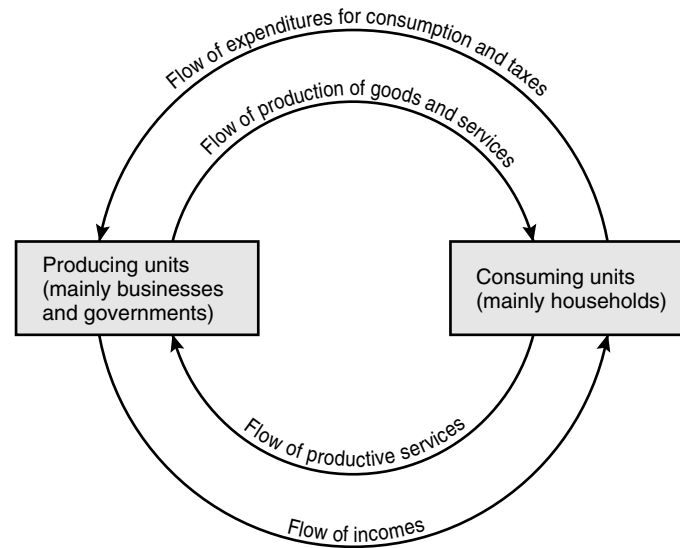 Flow of expenditures for consumption and taxes
Flow of production of goods and services
Producing units
(mainly businesses
and governments)
Consuming units
(mainly households)
Flow of productive services
Flow of incomes